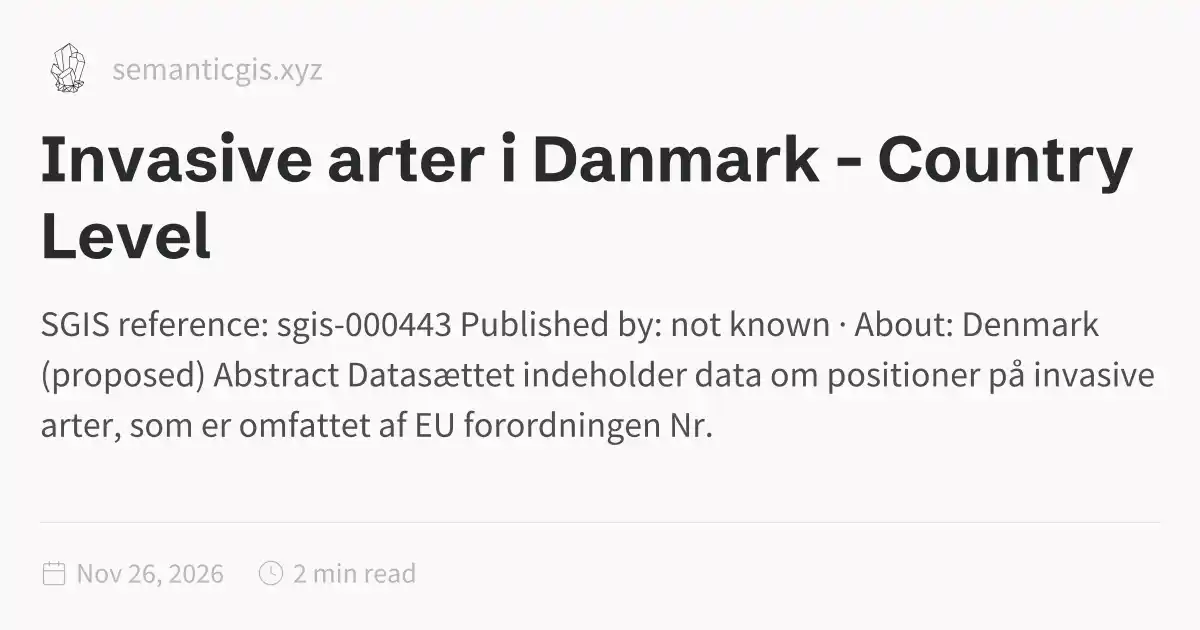 semanticgis.xyz
Invasive arter i Danmark - Country
Level
SGIS reference: sgis-000443 Published by: not known · About: Denmark
(proposed) Abstract Datasættet indeholder data om positioner på invasive
arter, som er omfattet af EU forordningen Nr.
Nov 26, 2026 2 min read